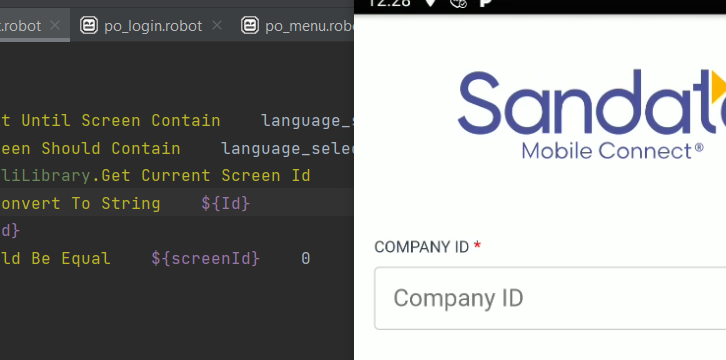 .robot
po_login.robot
po_menu.robo
12:28
t Until Screen Contain    language_s
een Should Contain    language_selec
liLibrary.Get Current Screen Id
onvert To String    ${Id}
d}
ld Be Equal    ${screenId}    0
Sandat
Mobile Connect®
COMPANY ID *
Company ID